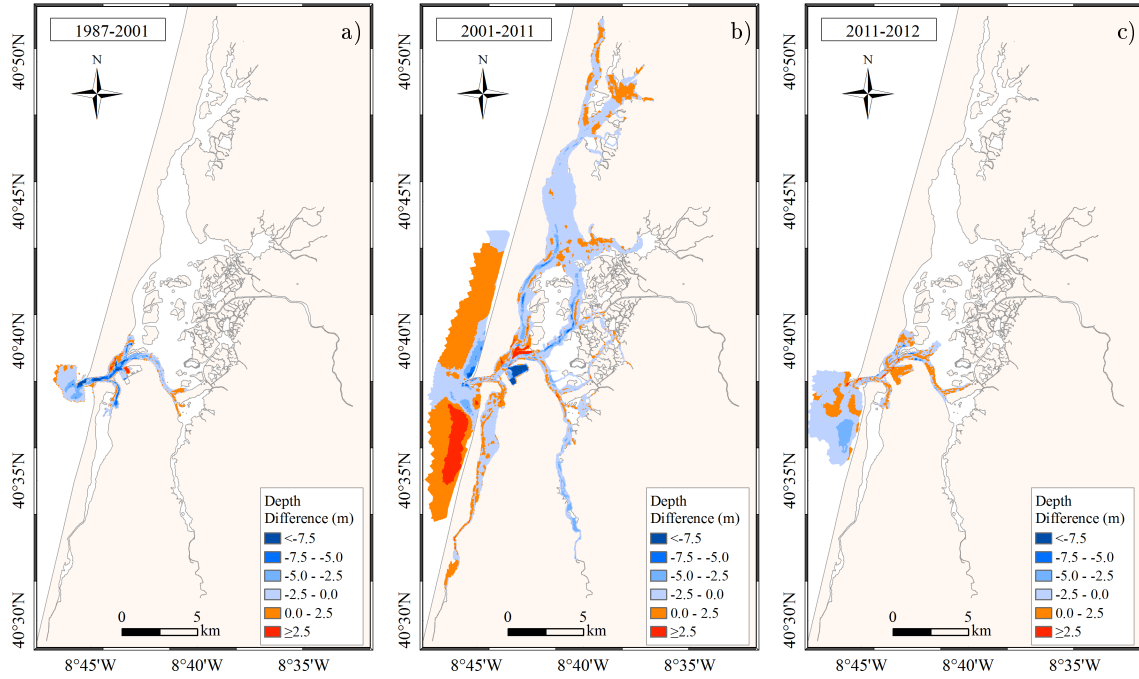 1987-2001
a)
N
40°50'N
40°45'N
40°40'N
40°35'N
40°30'N
Depth
Difference (m)
<-7.5
-7.5 - -5.0
-5.0 - -2.5
-2.5 - 0.0
0.0 - 2.5
≥2.5
0 5
km
8°45'W 8°40'W 8°35'W
2001-2011
b)
N
40°50'N
40°45'N
40°40'N
40°35'N
40°30'N
Depth
Difference (m)
<-7.5
-7.5 - -5.0
-5.0 - -2.5
-2.5 - 0.0
0.0 - 2.5
≥2.5
0 5
km
8°45'W 8°40'W 8°35'W
2011-2012
c)
N
40°50'N
40°45'N
40°40'N
40°35'N
40°30'N
Depth
Difference (m)
<-7.5
-7.5 - -5.0
-5.0 - -2.5
-2.5 - 0.0
0.0 - 2.5
≥2.5
0 5
km
8°45'W 8°40'W 8°35'W